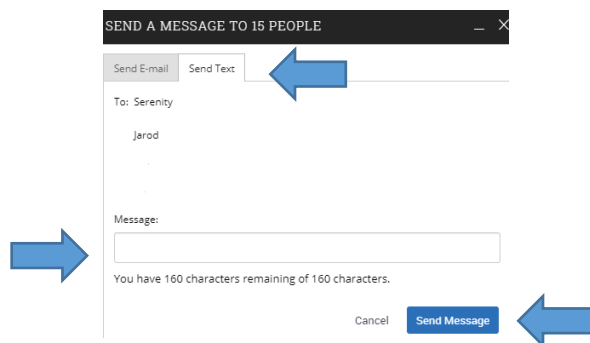 SEND A MESSAGE TO 15 PEOPLE
Send E-mail Send Text
To: Serenity
Jarod
Message:
You have 160 characters remaining of 160 characters.
Cancel Send Message